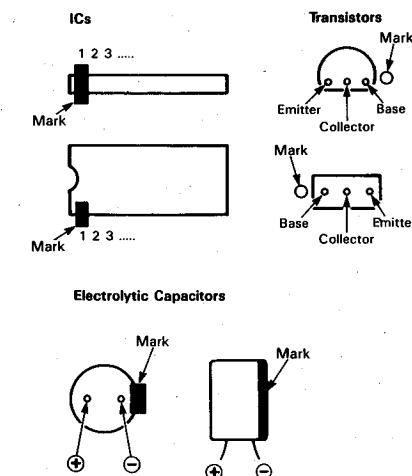 ICs
1 2 3 .....
Mark
Mark
1 2 3 .....
Transistors
Mark
Emitter
Base
Collector
Mark
Base
Emitte
Collector
Electrolytic Capacitors
Mark
Mark
⊕
⊖
⊕
⊖